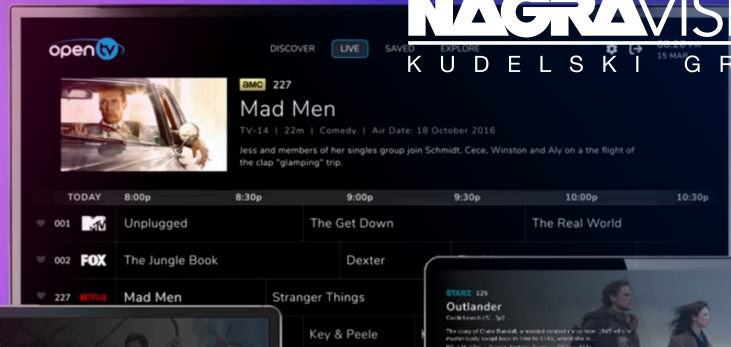 NAGRAVIS
KUDELSKI GR
opentv
DISCOVER LIVE SAVED EXPLORE
15 MAR
amc 227
Mad Men
TV-14 | 22m | Comedy | Air Date: 18 October 2016
Jess and members of her singles group join Schmidt, Cece, Winston and Aly on a the flight of
the clap "glamping" trip.
TODAY 8:00p 8:30p 9:00p 9:30p 10:00p 10:30p
001 MTV Unplugged The Get Down The Real World
002 FOX The Jungle Book Dexter
227 NETFLIX Mad Men Stranger Things
Key & Peele
STARZ 125
Outlander